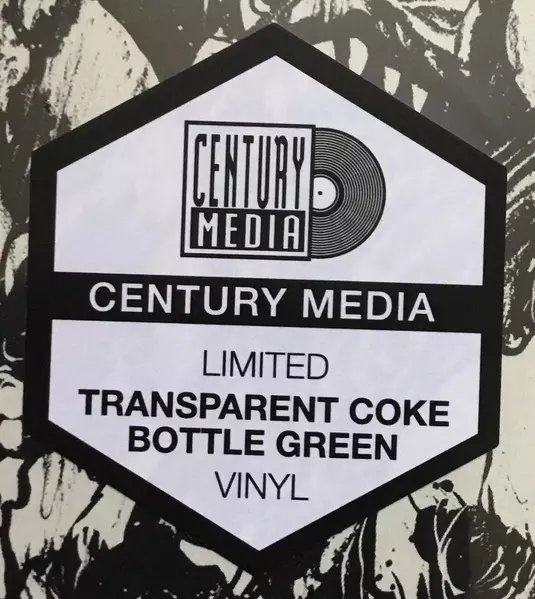 CENTURY
MEDIA
CENTURY MEDIA
LIMITED
TRANSPARENT COKE
BOTTLE GREEN
VINYL